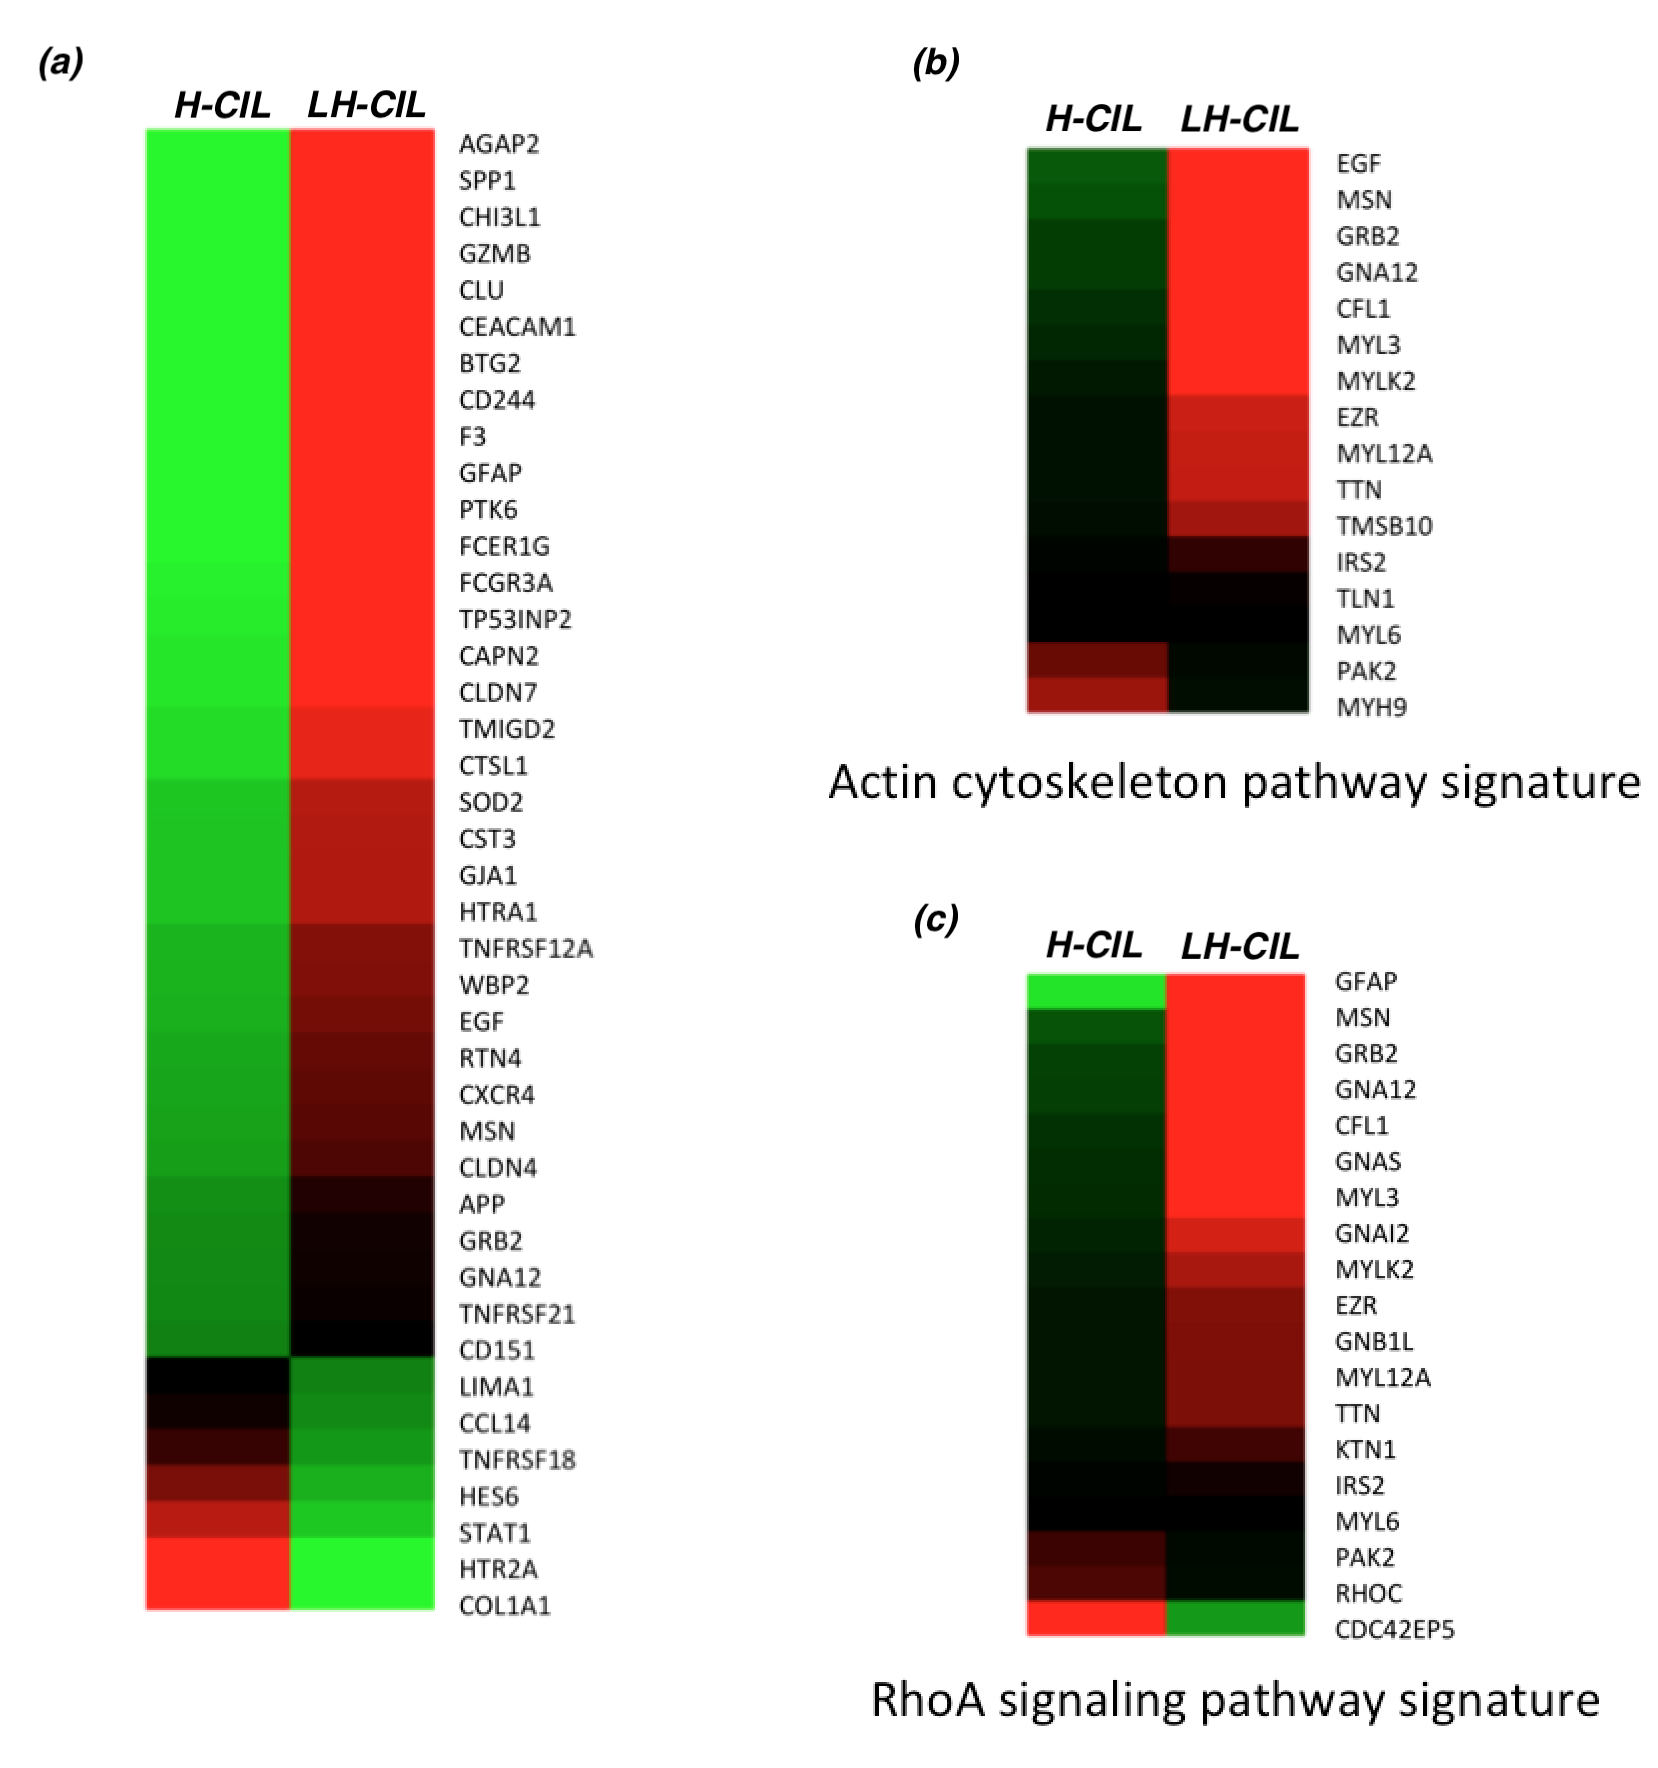 (a)
H-CIL LH-CIL
AGAP2
SPP1
CHI3L1
GZMB
CLU
CEACAM1
BTG2
CD244
F3
GFAP
PTK6
FCER1G
FCGR3A
TP53INP2
CAPN2
CLDN7
TMIGD2
CTSL1
SOD2
CST3
GJA1
HTRA1
TNFRSF12A
WBP2
EGF
RTN4
CXCR4
MSN
CLDN4
APP
GRB2
GNA12
TNFRSF21
CD151
LIMA1
CCL14
TNFRSF18
HES6
STAT1
HTR2A
COL1A1
(b)
H-CIL LH-CIL
EGF
MSN
GRB2
GNA12
CFL1
MYL3
MYLK2
EZR
MYL12A
TTN
TMSB10
IRS2
TLN1
MYL6
PAK2
MYH9
Actin cytoskeleton pathway signature
(c)
H-CIL LH-CIL
GFAP
MSN
GRB2
GNA12
CFL1
GNAS
MYL3
GNAI2
MYLK2
EZR
GNB1L
MYL12A
TTN
KTN1
IRS2
MYL6
PAK2
RHOC
CDC42EP5
RhoA signaling pathway signature